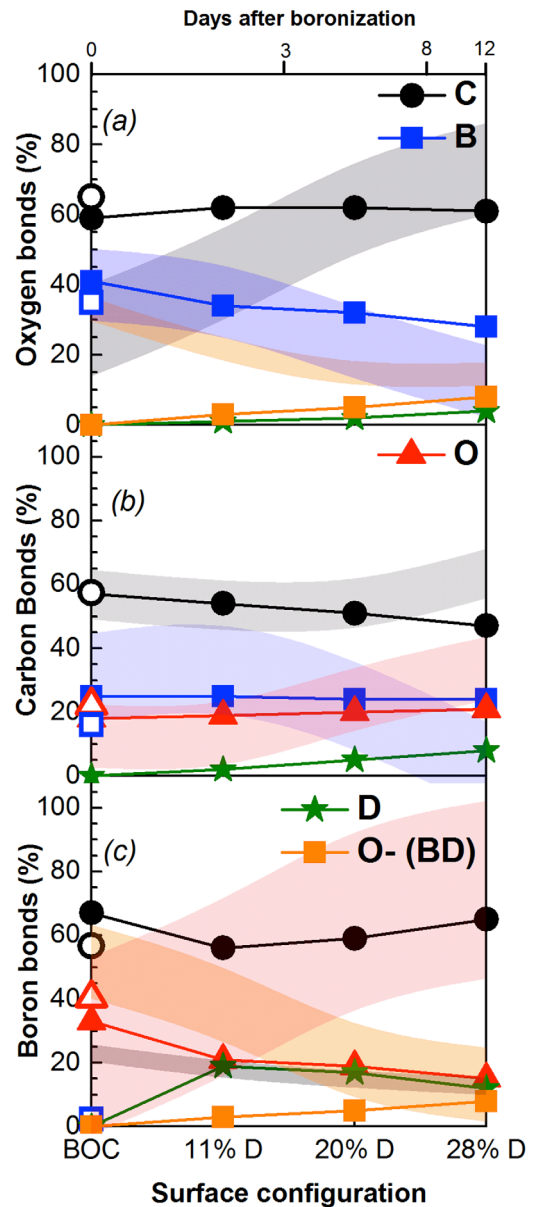 Days after boronization
0 3 8 12
100
(a)
C
B
80
60
40
20
0
Oxygen bonds (%)
100
O
(b)
80
60
40
20
0
Carbon Bonds (%)
100
D
(c)
O- (BD)
80
60
40
20
0
Boron bonds (%)
BOC 11% D 20% D 28% D
Surface configuration